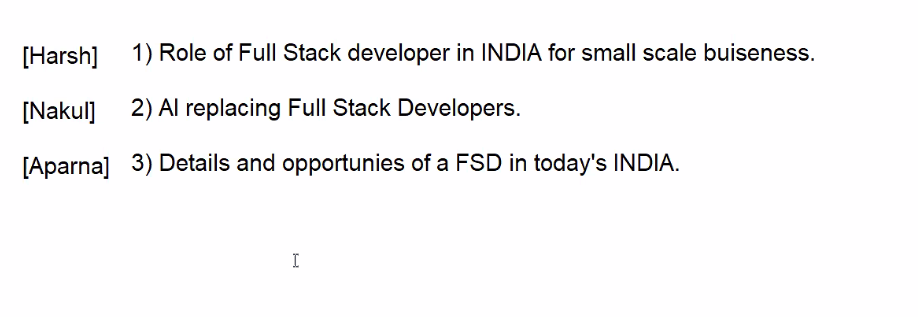 [Harsh] 1) Role of Full Stack developer in INDIA for small scale buiseness.
[Nakul] 2) AI replacing Full Stack Developers.
[Aparna] 3) Details and opportunies of a FSD in today's INDIA.